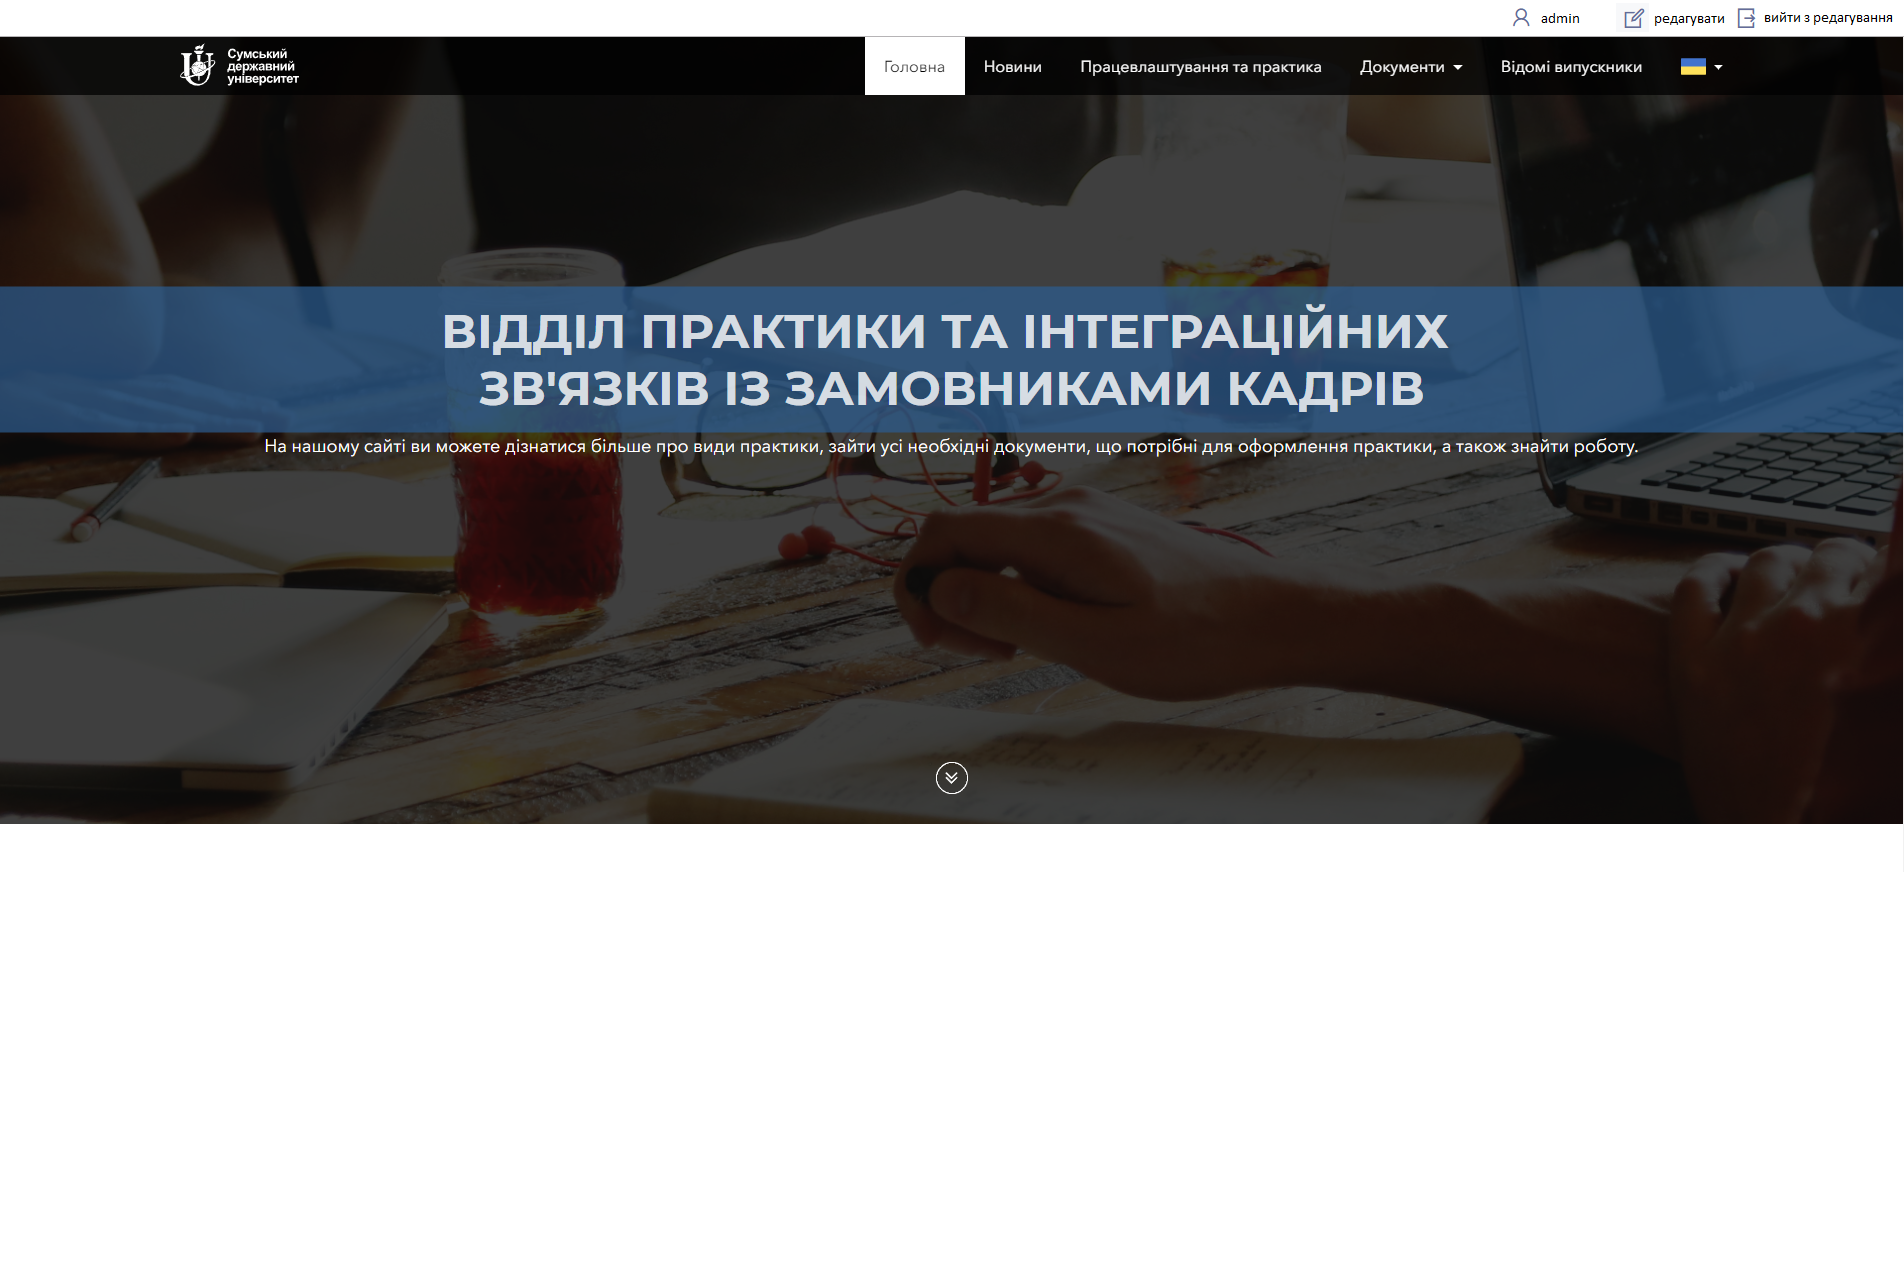 admin редагувати вийти з редагування
Сумський
державний
університет
Головна Новини Працевлаштування та практика Документи Відомі випускники
ВІДДІЛ ПРАКТИКИ ТА ІНТЕГРАЦІЙНИХ
ЗВ'ЯЗКІВ ІЗ ЗАМОВНИКАМИ КАДРІВ
На нашому сайті ви можете дізнатися більше про види практики, зайти усі необхідні документи, що потрібні для оформлення практики, а також знайти роботу.